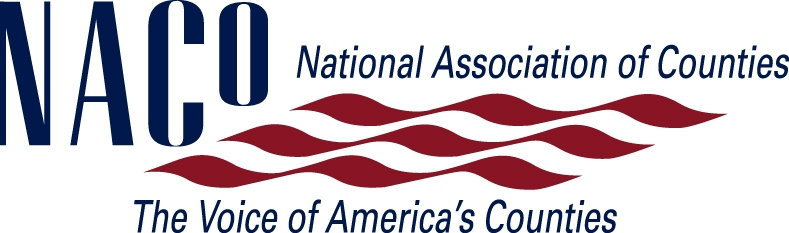 NACo
National Association of Counties
The Voice of America's Counties